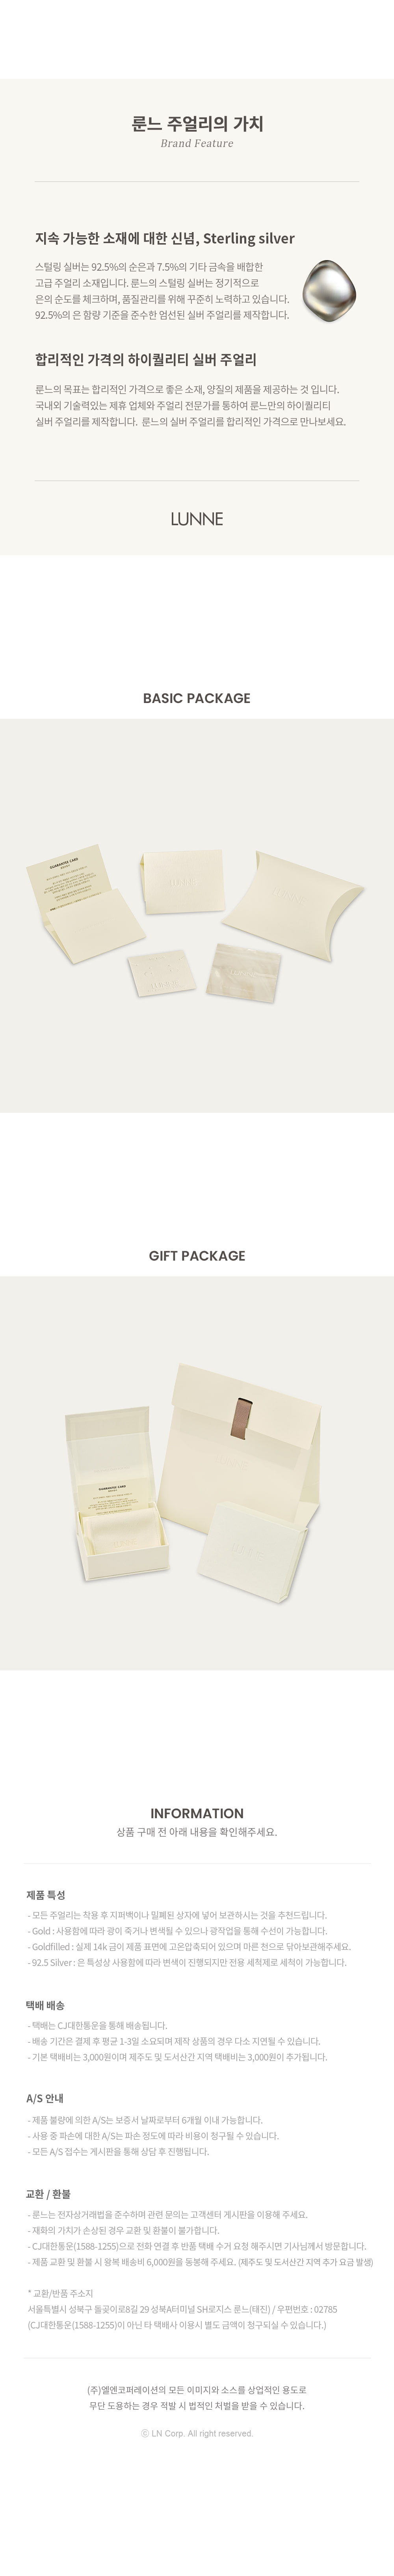 룬느 주얼리의 가치
Brand Feature
지속 가능한 소재에 대한 신념, Sterling silver
스털링 실버는 92.5%의 순은과 7.5%의 기타 금속을 배합한
고급 주얼리 소재입니다. 룬느의 스털링 실버는 정기적으로
은의 순도를 체크하며, 품질관리를 위해 꾸준히 노력하고 있습니다.
92.5%의 은 함량 기준을 준수한 엄선된 실버 주얼리를 제작합니다.
합리적인 가격의 하이퀄리티 실버 주얼리
룬느의 목표는 합리적인 가격으로 좋은 소재, 양질의 제품을 제공하는 것 입니다.
국내외 기술력있는 제휴 업체와 주얼리 전문가를 통하여 룬느만의 하이퀄리티
실버 주얼리를 제작합니다. 룬느의 실버 주얼리를 합리적인 가격으로 만나보세요.
LUNNE
BASIC PACKAGE
GUARANTEE CARD
GIFT PACKAGE
GUARANTEE CARD
INFORMATION
상품 구매 전 아래 내용을 확인해주세요.
제품 특성
- 모든 주얼리는 착용 후 지퍼백이나 밀폐된 상자에 넣어 보관하시는 것을 추천드립니다.
- Gold : 사용함에 따라 광이 죽거나 변색될 수 있으나 광작업을 통해 수선이 가능합니다.
- Goldfilled : 실제 14k 금이 제품 표면에 고온압축되어 있으며 마른 천으로 닦아보관해주세요.
- 92.5 Silver : 은 특성상 사용함에 따라 변색이 진행되지만 전용 세척제로 세척이 가능합니다.
택배 배송
- 택배는 CJ대한통운을 통해 배송됩니다.
- 배송 기간은 결제 후 평균 1-3일 소요되며 제작 상품의 경우 다소 지연될 수 있습니다.
- 기본 택배비는 3,000원이며 제주도 및 도서산간 지역 택배비는 3,000원이 추가됩니다.
A/S 안내
- 제품 불량에 의한 A/S는 보증서 날짜로부터 6개월 이내 가능합니다.
- 사용 중 파손에 대한 A/S는 파손 정도에 따라 비용이 청구될 수 있습니다.
- 모든 A/S 접수는 게시판을 통해 상담 후 진행됩니다.
교환 / 환불
- 룬느는 전자상거래법을 준수하며 관련 문의는 고객센터 게시판을 이용해 주세요.
- 재화의 가치가 손상된 경우 교환 및 환불이 불가합니다.
- CJ대한통운(1588-1255)으로 전화 연결 후 반품 택배 수거 요청 해주시면 기사님께서 방문합니다.
- 제품 교환 및 환불 시 왕복 배송비 6,000원을 동봉해 주세요. (제주도 및 도서산간 지역 추가 요금 발생)
* 교환/반품 주소지
서울특별시 성북구 돌곶이로8길 29 성북A터미널 SH로지스 룬느(태진) / 우편번호 : 02785
(CJ대한통운(1588-1255)이 아닌 타 택배사 이용시 별도 금액이 청구되실 수 있습니다.)
(주)엘앤코퍼레이션의 모든 이미지와 소스를 상업적인 용도로
무단 도용하는 경우 적발 시 법적인 처벌을 받을 수 있습니다.
ⓒ LN Corp. All right reserved.